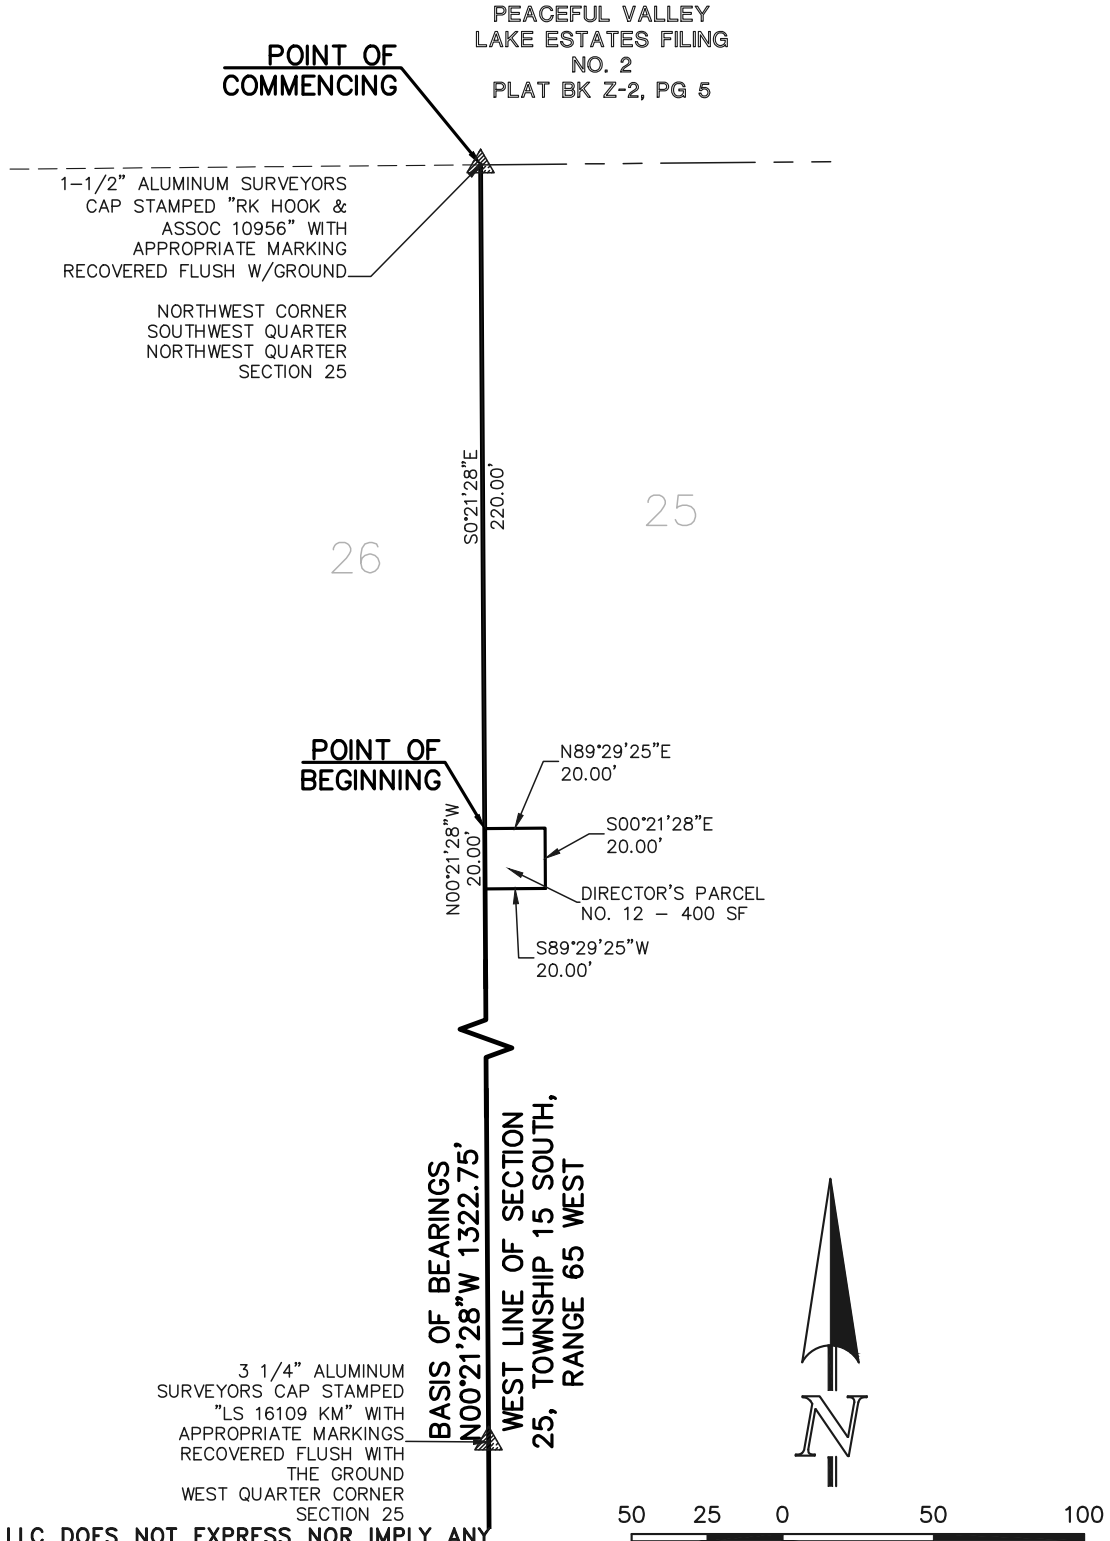 PEACEFUL VALLEY
LAKE ESTATES FILING
NO. 2
PLAT BK Z-2, PG 5
POINT OF
COMMENCING
1-1/2" ALUMINUM SURVEYORS
CAP STAMPED "RK HOOK &
ASSOC 10956" WITH
APPROPRIATE MARKING
RECOVERED FLUSH W/GROUND
NORTHWEST CORNER
SOUTHWEST QUARTER
NORTHWEST QUARTER
SECTION 25
S0°21'28"E
220.00'
25
26
POINT OF
BEGINNING
N89°29'25"E
20.00'
N00°21'28"W
20.00'
S00°21'28"E
20.00'
DIRECTOR'S PARCEL
NO. 12 - 400 SF
S89°29'25"W
20.00'
BASIS OF BEARINGS
N00°21'28"W 1322.75'
WEST LINE OF SECTION
25, TOWNSHIP 15 SOUTH,
RANGE 65 WEST
3 1/4" ALUMINUM
SURVEYORS CAP STAMPED
"LS 16109 KM" WITH
APPROPRIATE MARKINGS
RECOVERED FLUSH WITH
THE GROUND
WEST QUARTER CORNER
SECTION 25
N
LLC DOES NOT EXPRESS NOR IMPLY ANY
50 25 0 50 100